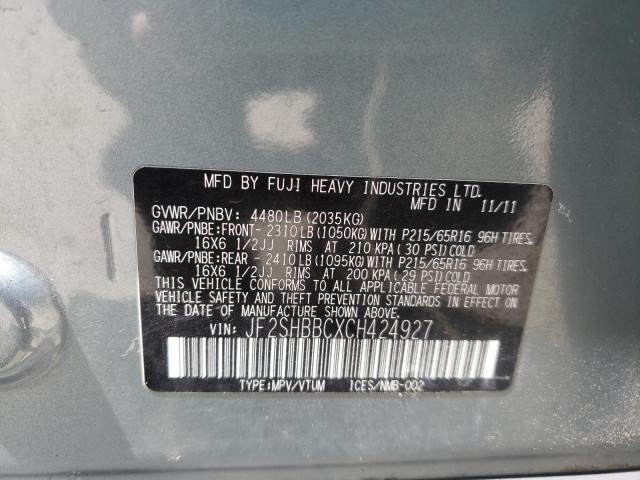 MFD BY FUJI HEAVY INDUSTRIES LTD.
MFD IN 11/11
GVWR/PNBV: 4480LB(2035KG)
GAWR/PNBE:FRONT- 2310LB(1050KG)WITH P215/65R16 96H TIRES,
16X6 1/2JJ RIMS AT 210 KPA(30 PSI)COLD
GAWR/PNBE:REAR - 2410LB(1095KG)WITH P215/65R16 96H TIRES,
16X6 1/2JJ RIMS AT 200 KPA(29 PSI)COLD
THIS VEHICLE CONFORMS TO ALL APPLICABLE FEDERAL MOTOR
VEHICLE SAFETY AND THEFT PREVENTION STANDARDS IN EFFECT ON
THE DATE OF MANUFACTURE SHOWN ABOVE.
VIN: JF2SHBBCXCH424927
TYPE:MPV/VTUM ICES/NMB-002